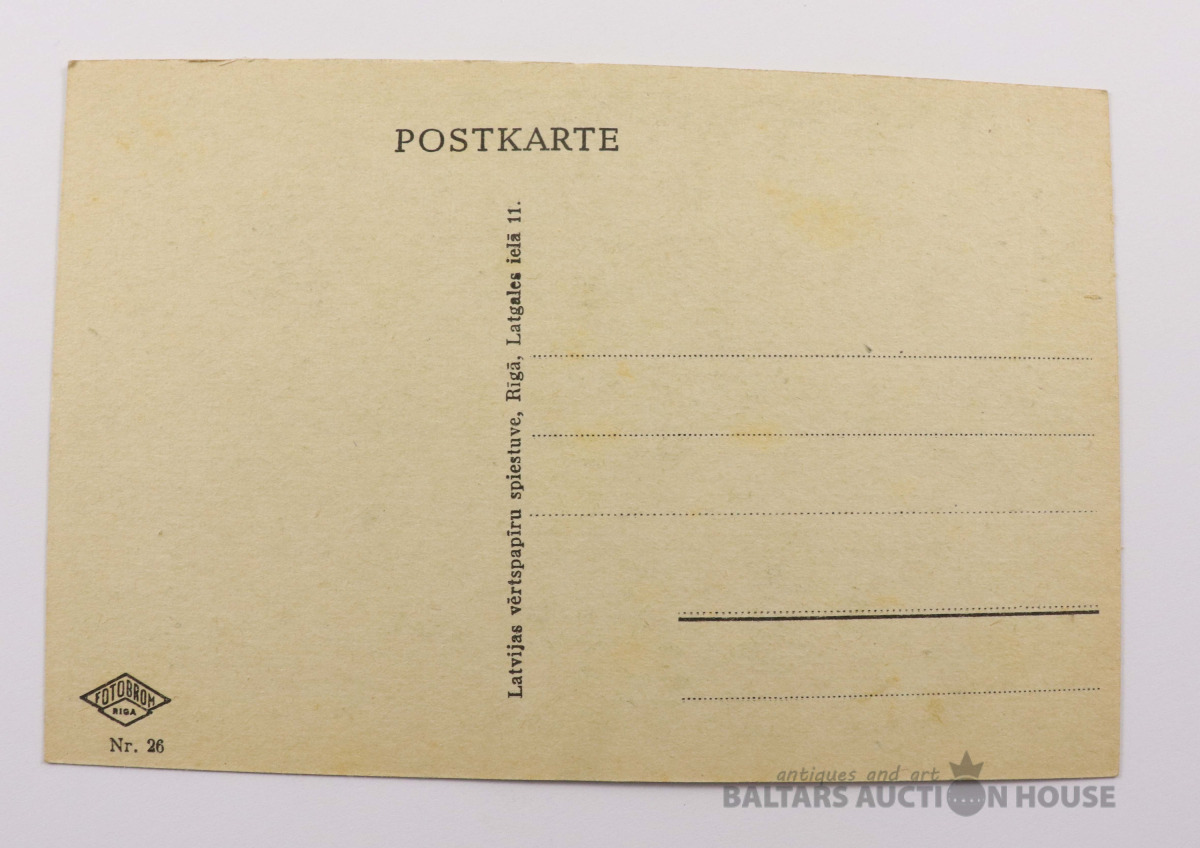 POSTKARTE
Latvijas vērtspapīru spiestuve, Rīgā, Latgales ielā 11.
FOTOBROM
RIGA
Nr. 26
antiques and art
BALTARS AUCTION HOUSE